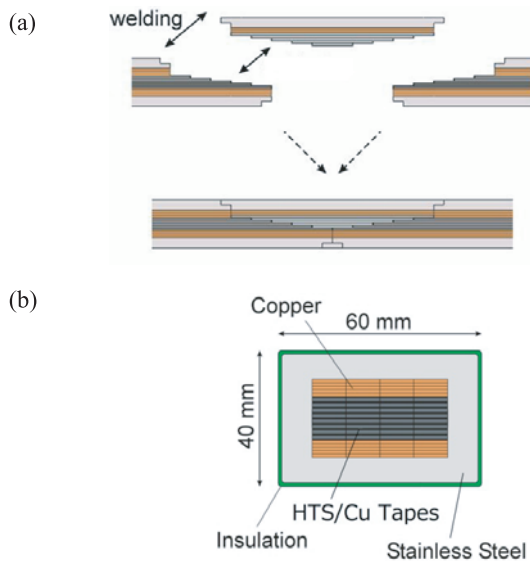 (a)
welding
(b)
Copper
60 mm
40 mm
HTS/Cu Tapes
Insulation
Stainless Steel